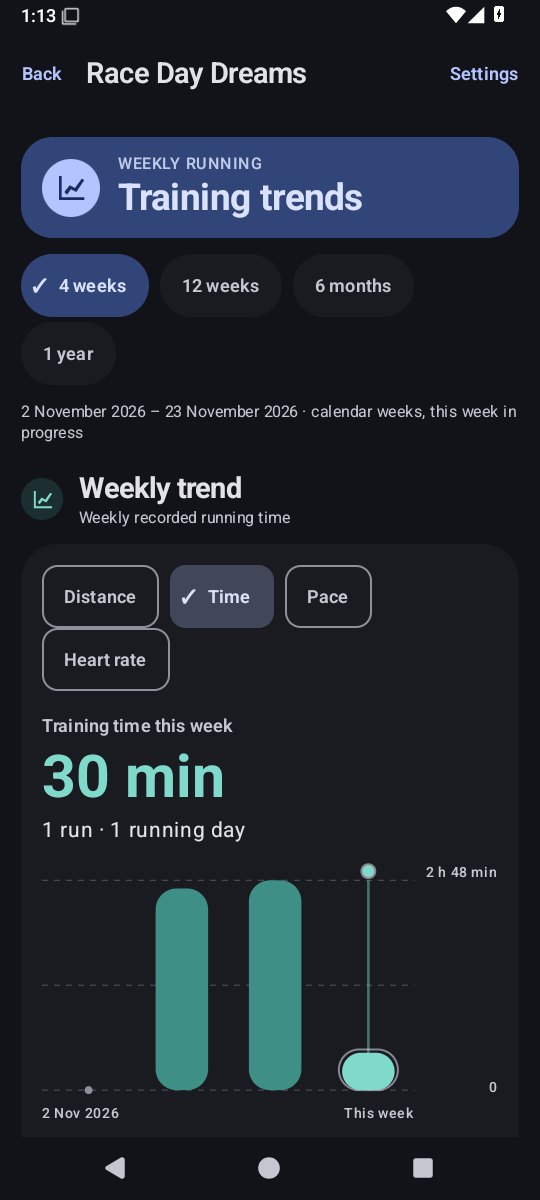 1:13
Back Race Day Dreams Settings
WEEKLY RUNNING
Training trends
✓ 4 weeks 12 weeks 6 months
1 year
2 November 2026 – 23 November 2026 · calendar weeks, this week in
progress
Weekly trend
Weekly recorded running time
Distance ✓ Time Pace
Heart rate
Training time this week
30 min
1 run · 1 running day
2 h 48 min
0
2 Nov 2026 This week